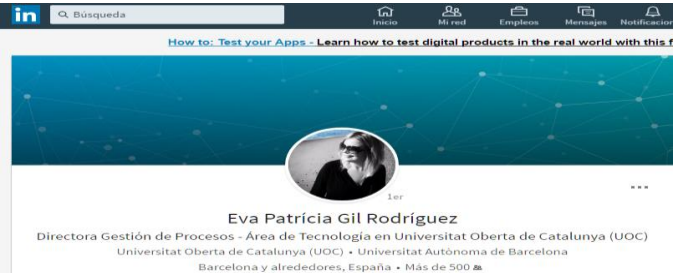 in Búsqueda Inicio Mi red Empleos Mensajes Notificacion
How to: Test your Apps - Learn how to test digital products in the real world with this f
1er
Eva Patrícia Gil Rodríguez
Directora Gestión de Procesos - Área de Tecnología en Universitat Oberta de Catalunya (UOC)
Universitat Oberta de Catalunya (UOC) • Universitat Autònoma de Barcelona
Barcelona y alrededores, España • Más de 500